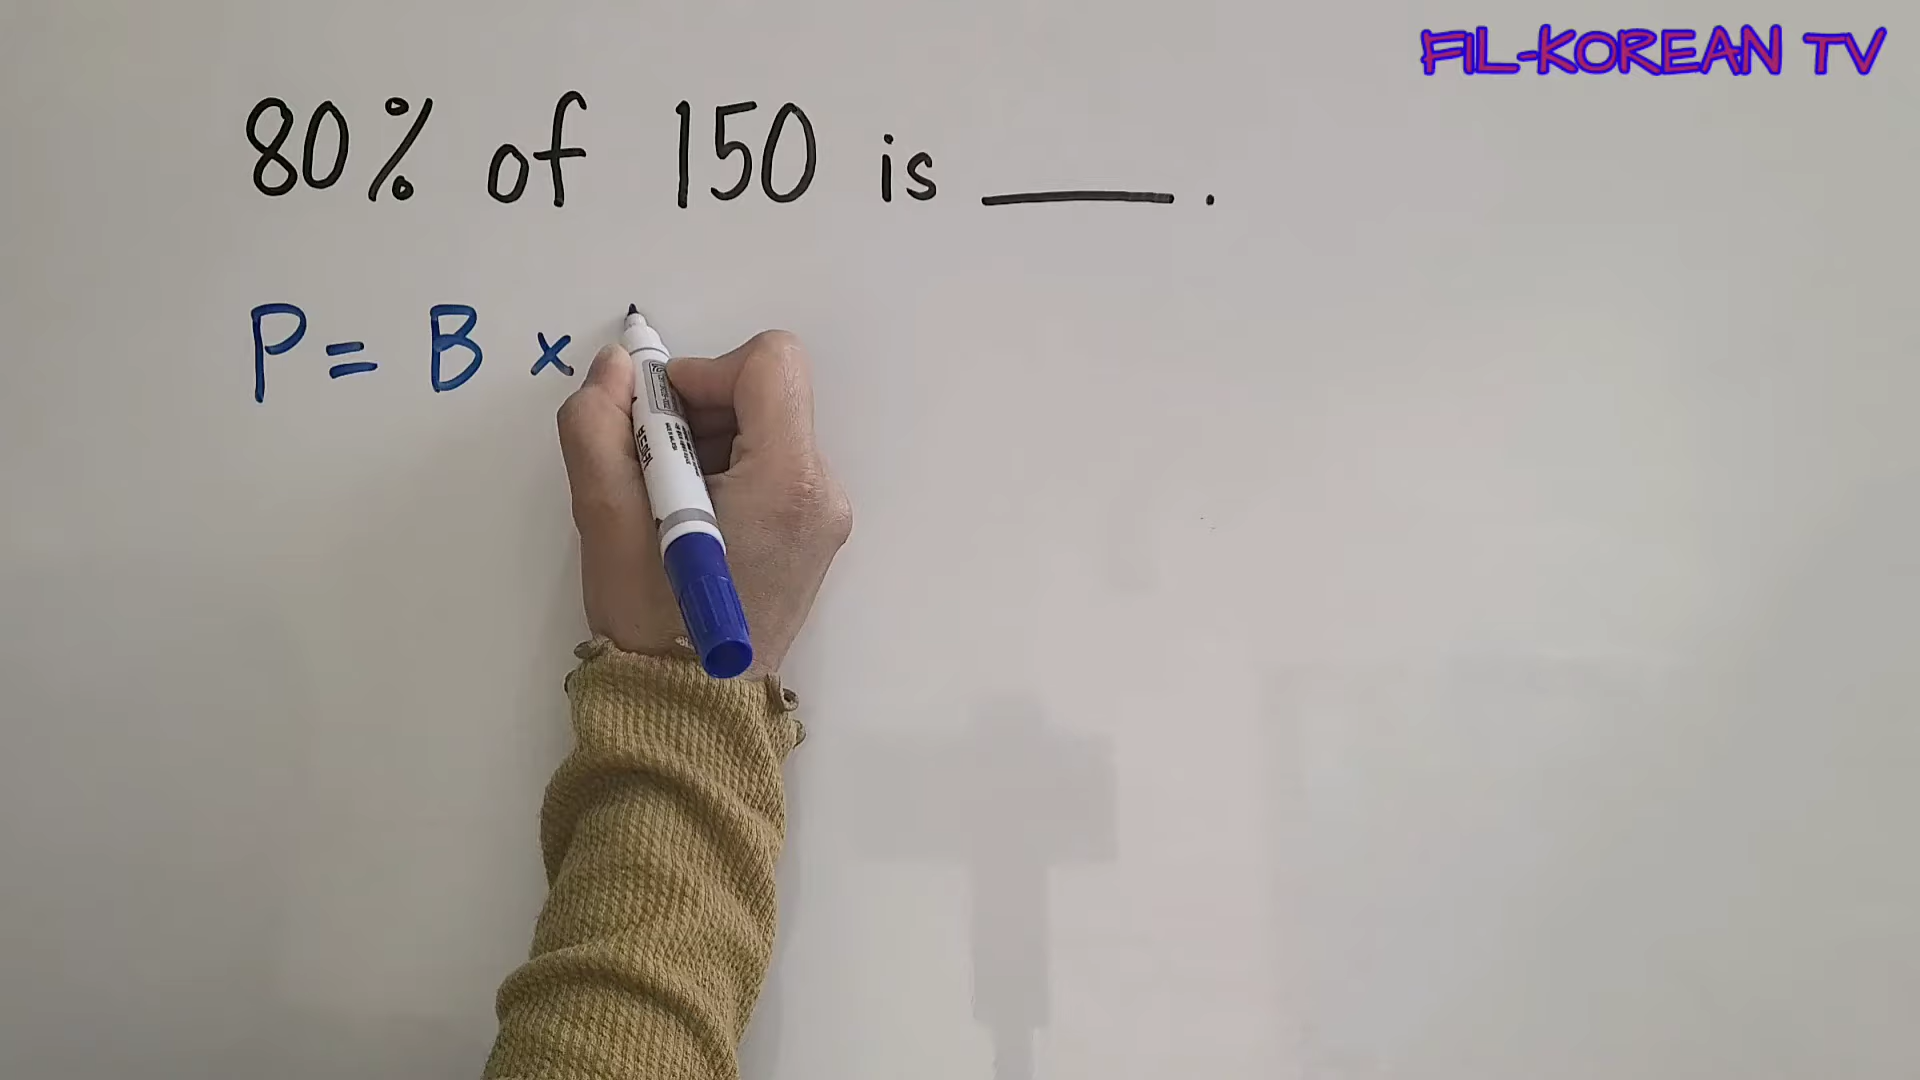 FIL-KOREAN TV
80% of 150 is ____.
P = B ×